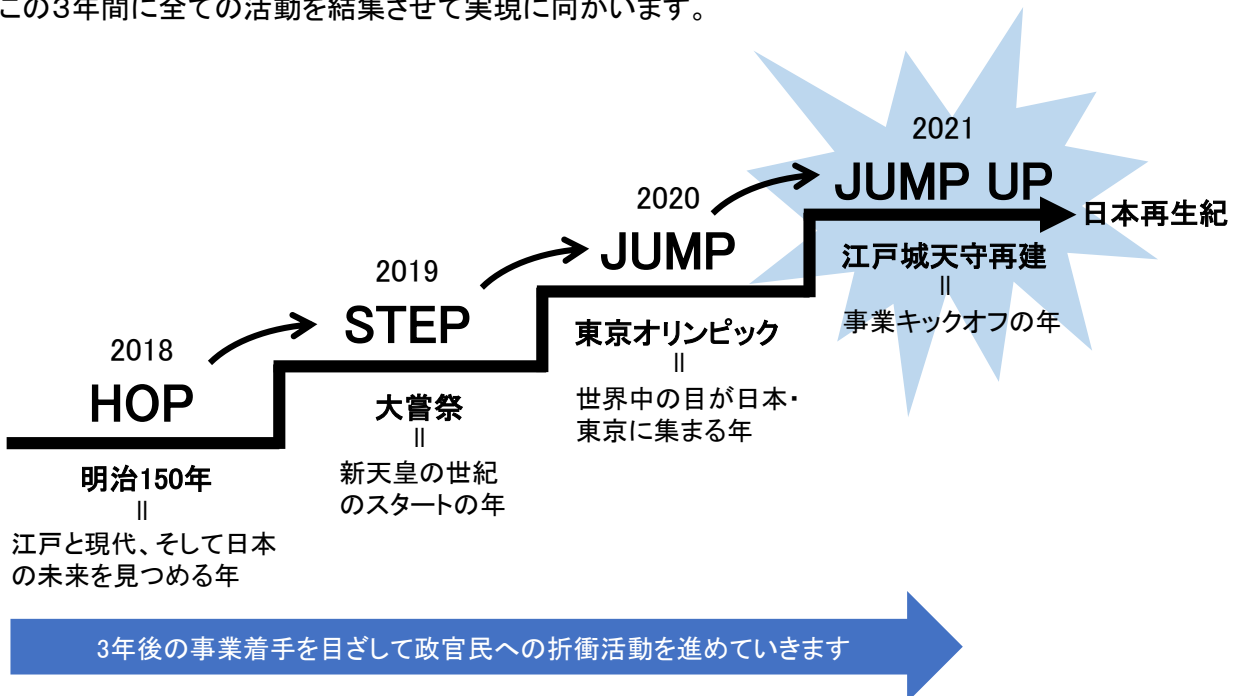 この３年間に全ての活動を結集させて実現に向かいます。
2021
JUMP UP
日本再生紀
江戸城天守再建
＝
事業キックオフの年
2020
JUMP
東京オリンピック
＝
世界中の目が日本・
東京に集まる年
2019
STEP
大嘗祭
＝
新天皇の世紀
のスタートの年
2018
HOP
明治150年
＝
江戸と現代、そして日本
の未来を見つめる年
3年後の事業着手を目ざして政官民への折衝活動を進めていきます